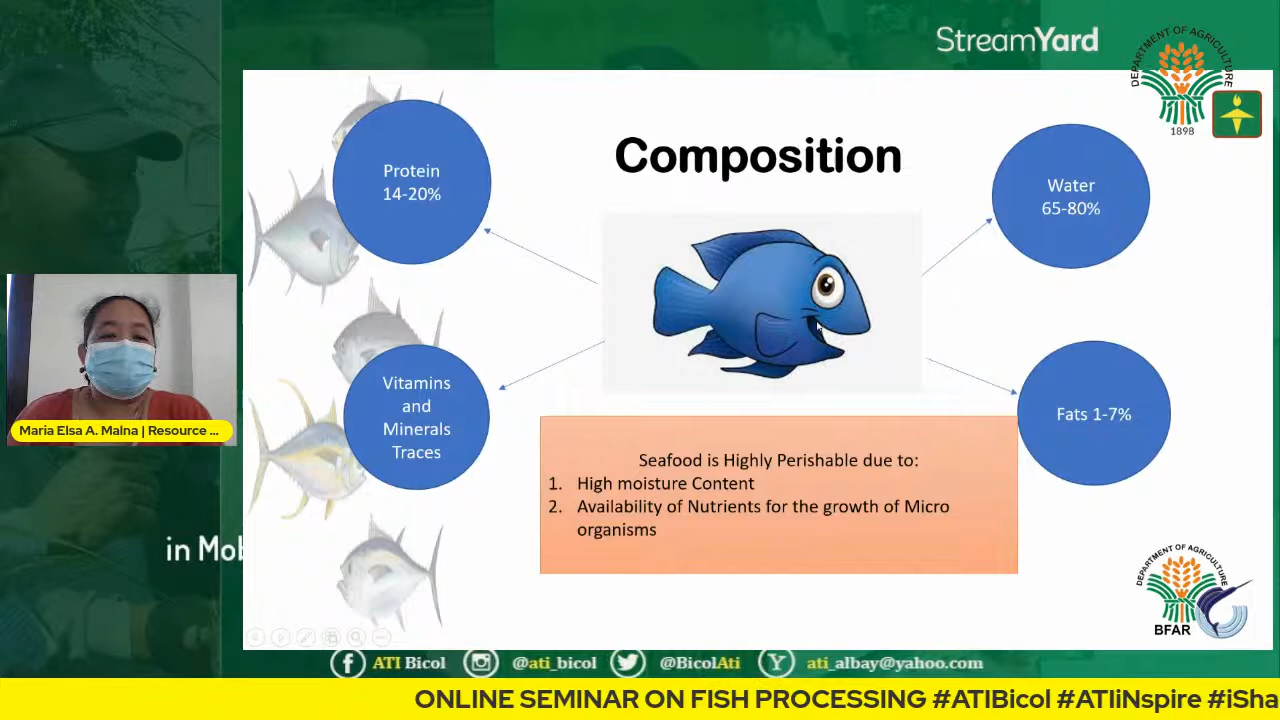 StreamYard
DEPARTMENT OF AGRICULTURE
1898
Composition
Protein
14-20%
Water
65-80%
Vitamins
and
Minerals
Traces
Fats 1-7%
Seafood is Highly Perishable due to:
1. High moisture Content
2. Availability of Nutrients for the growth of Micro
organisms
Maria Elsa A. Malna | Resource ...
in Mob
DEPARTMENT OF AGRICULTURE
BFAR
ATI Bicol
@ati_bicol
@BicolAti
ati_albay@yahoo.com
ONLINE SEMINAR ON FISH PROCESSING #ATIBicol #ATIiNspire #iSha